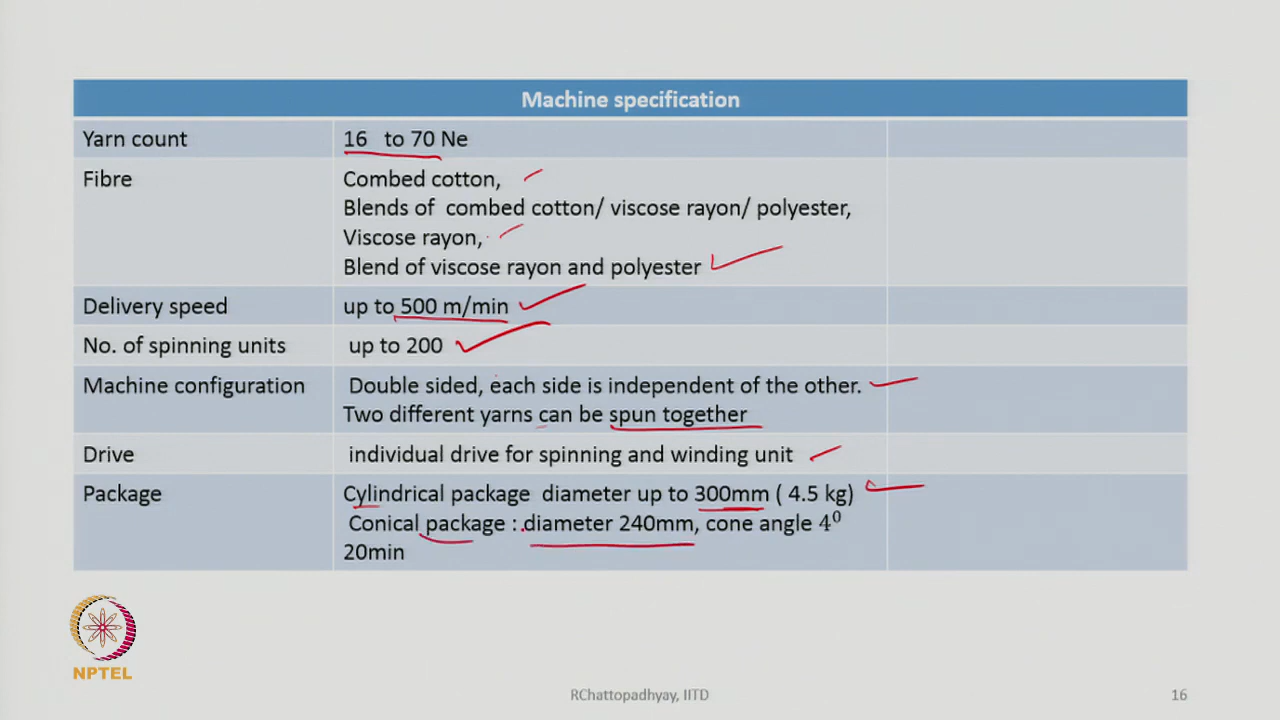 Machine specification
Yarn count
16 to 70 Ne
Fibre
Combed cotton,
Blends of combed cotton/ viscose rayon/ polyester,
Viscose rayon,
Blend of viscose rayon and polyester
Delivery speed
up to 500 m/min
No. of spinning units
up to 200
Machine configuration
Double sided, each side is independent of the other.
Two different yarns can be spun together
Drive
individual drive for spinning and winding unit
Package
Cylindrical package diameter up to 300mm ( 4.5 kg)
Conical package : diameter 240mm, cone angle 4⁰
20min
NPTEL
RChattopadhyay, IITD
16